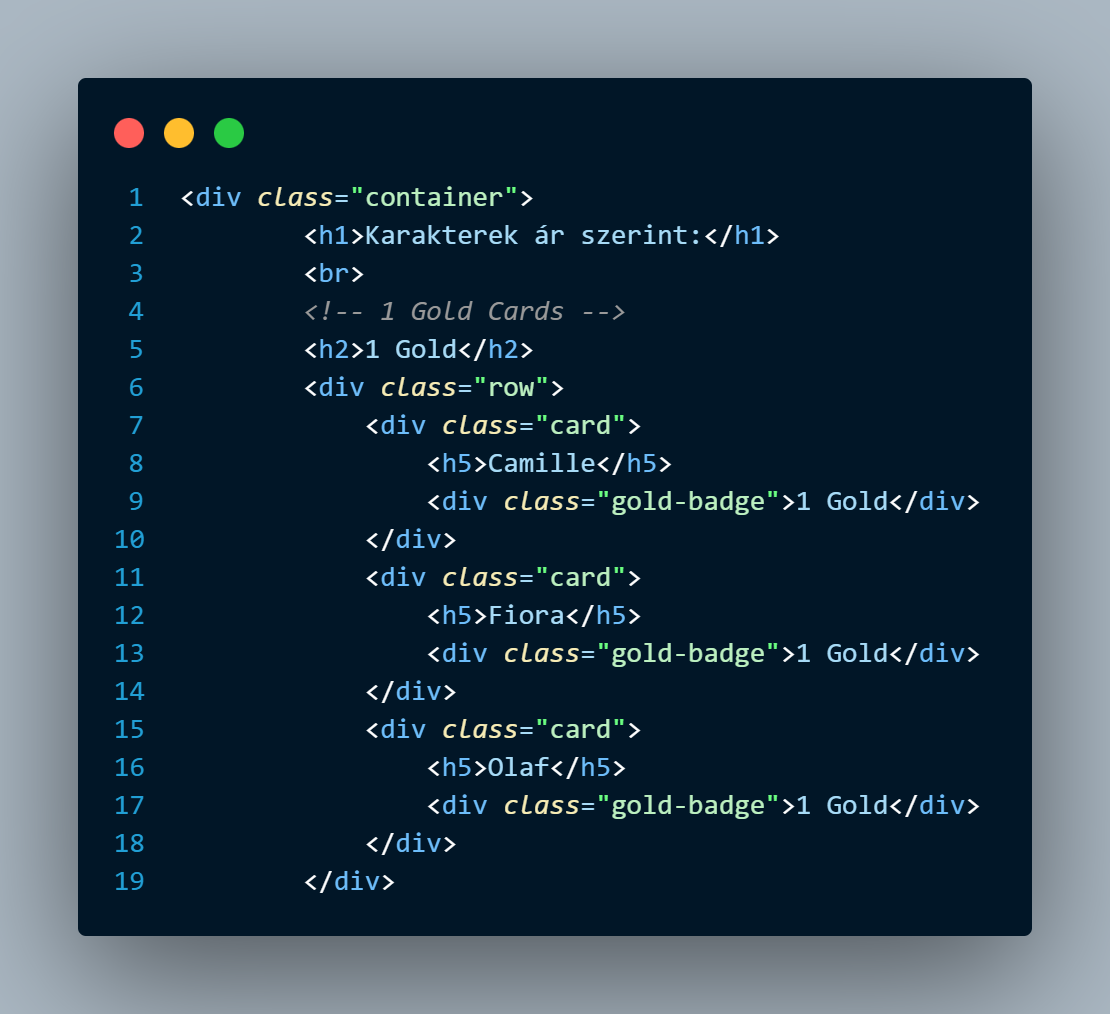 1 <div class="container">
2 <h1>Karakterek ár szerint:</h1>
3 <br>
4 <!-- 1 Gold Cards -->
5 <h2>1 Gold</h2>
6 <div class="row">
7 <div class="card">
8 <h5>Camille</h5>
9 <div class="gold-badge">1 Gold</div>
10 </div>
11 <div class="card">
12 <h5>Fiora</h5>
13 <div class="gold-badge">1 Gold</div>
14 </div>
15 <div class="card">
16 <h5>Olaf</h5>
17 <div class="gold-badge">1 Gold</div>
18 </div>
19 </div>